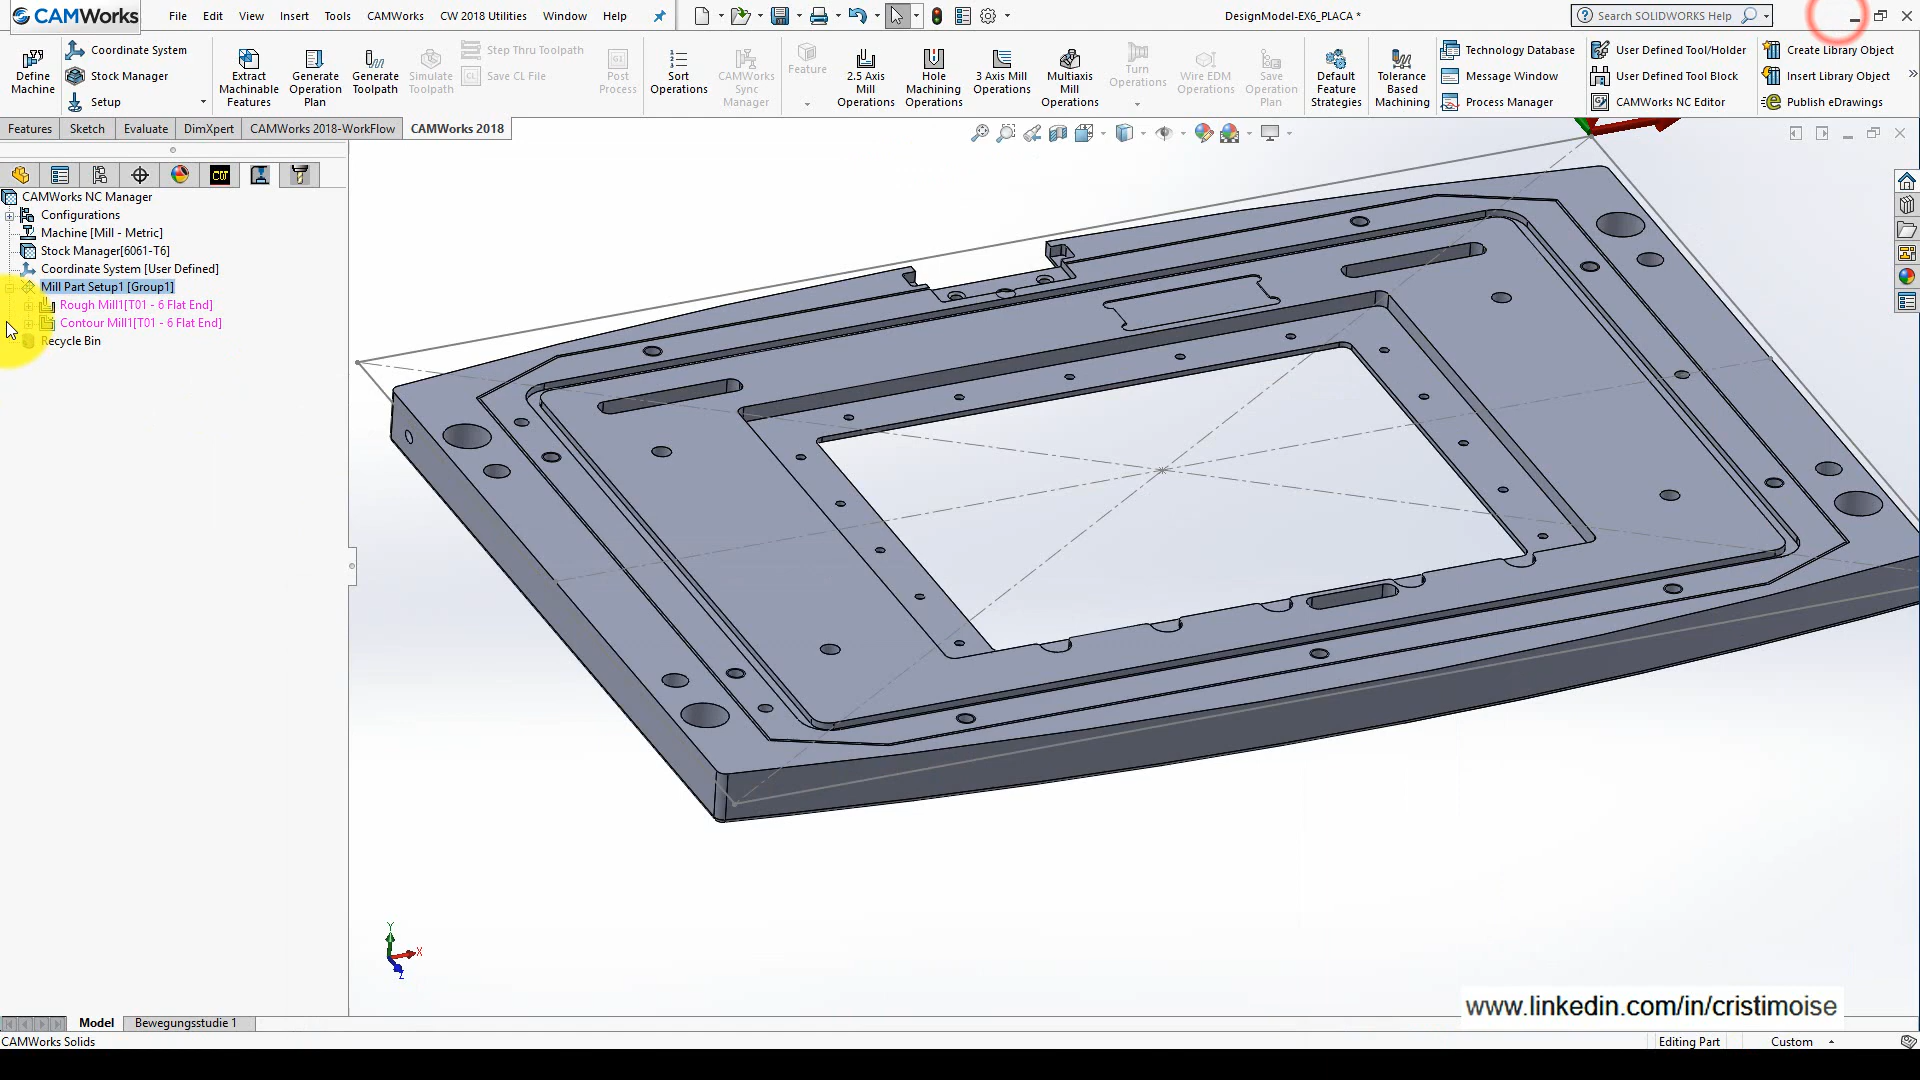 CAMWorks File Edit View Insert Tools CAMWorks CW 2018 Utilities Window Help DesignModel-EX6_PLACA * Search SOLIDWORKS Help
Define Machine
Coordinate System
Stock Manager
Setup
Extract Machinable Features
Generate Operation Plan
Generate Toolpath
Simulate Toolpath
Step Thru Toolpath
Save CL File
Post Process
Sort Operations
CAMWorks Sync Manager
Feature
2.5 Axis Mill Operations
Hole Machining Operations
3 Axis Mill Operations
Multiaxis Mill Operations
Turn Operations
Wire EDM Operations
Save Operation Plan
Default Feature Strategies
Tolerance Based Machining
Technology Database
Message Window
Process Manager
User Defined Tool/Holder
User Defined Tool Block
CAMWorks NC Editor
Create Library Object
Insert Library Object
Publish eDrawings
Features Sketch Evaluate DimXpert CAMWorks 2018-WorkFlow CAMWorks 2018
CAMWorks NC Manager
Configurations
Machine [Mill - Metric]
Stock Manager[6061-T6]
Coordinate System [User Defined]
Mill Part Setup1 [Group1]
Rough Mill1[T01 - 6 Flat End]
Contour Mill1[T01 - 6 Flat End]
Recycle Bin
Y
X
Z
www.linkedin.com/in/cristimoise
Model Bewegungsstudie 1
CAMWorks Solids Editing Part Custom